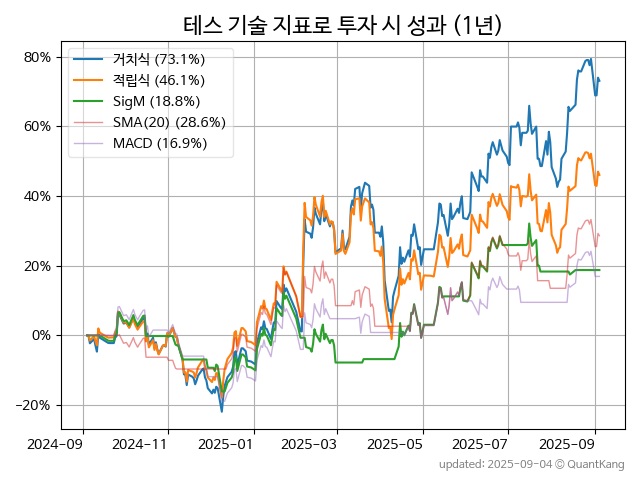 테스 기술 지표로 투자 시 성과 (1년)
80%
60%
40%
20%
0%
−20%
거치식 (73.1%)
적립식 (46.1%)
SigM (18.8%)
SMA(20) (28.6%)
MACD (16.9%)
2024-09
2024-11
2025-01
2025-03
2025-05
2025-07
2025-09
updated: 2025-09-04 © QuantKang